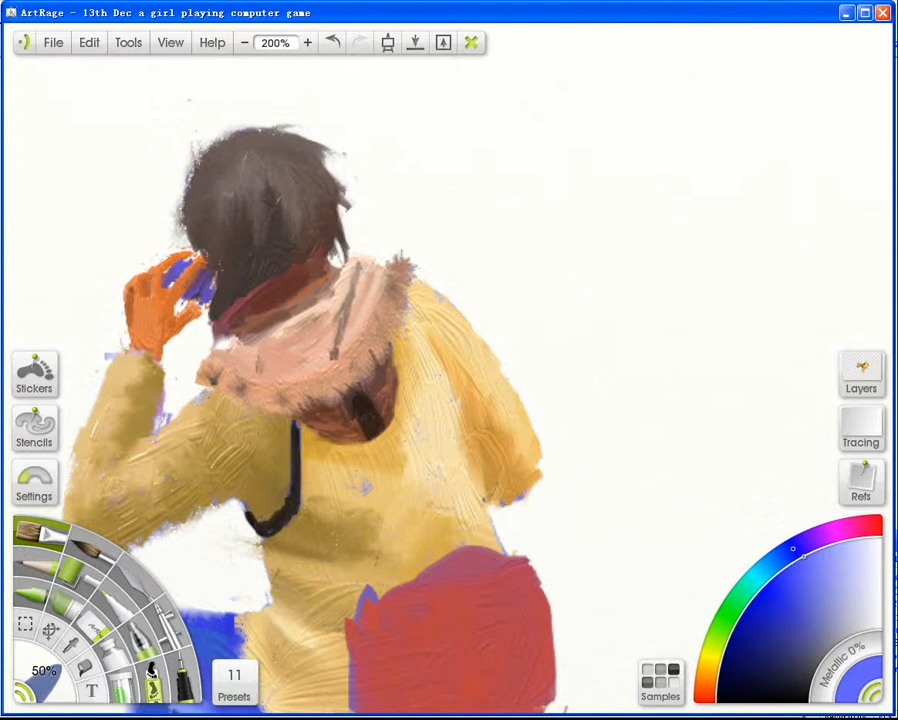 ArtRage - 13th Dec a girl playing computer game
File Edit Tools View Help 200%
Stickers
Stencils
Settings
Layers
Tracing
Refs
50%
T
11
Presets
Samples
Metallic 0%